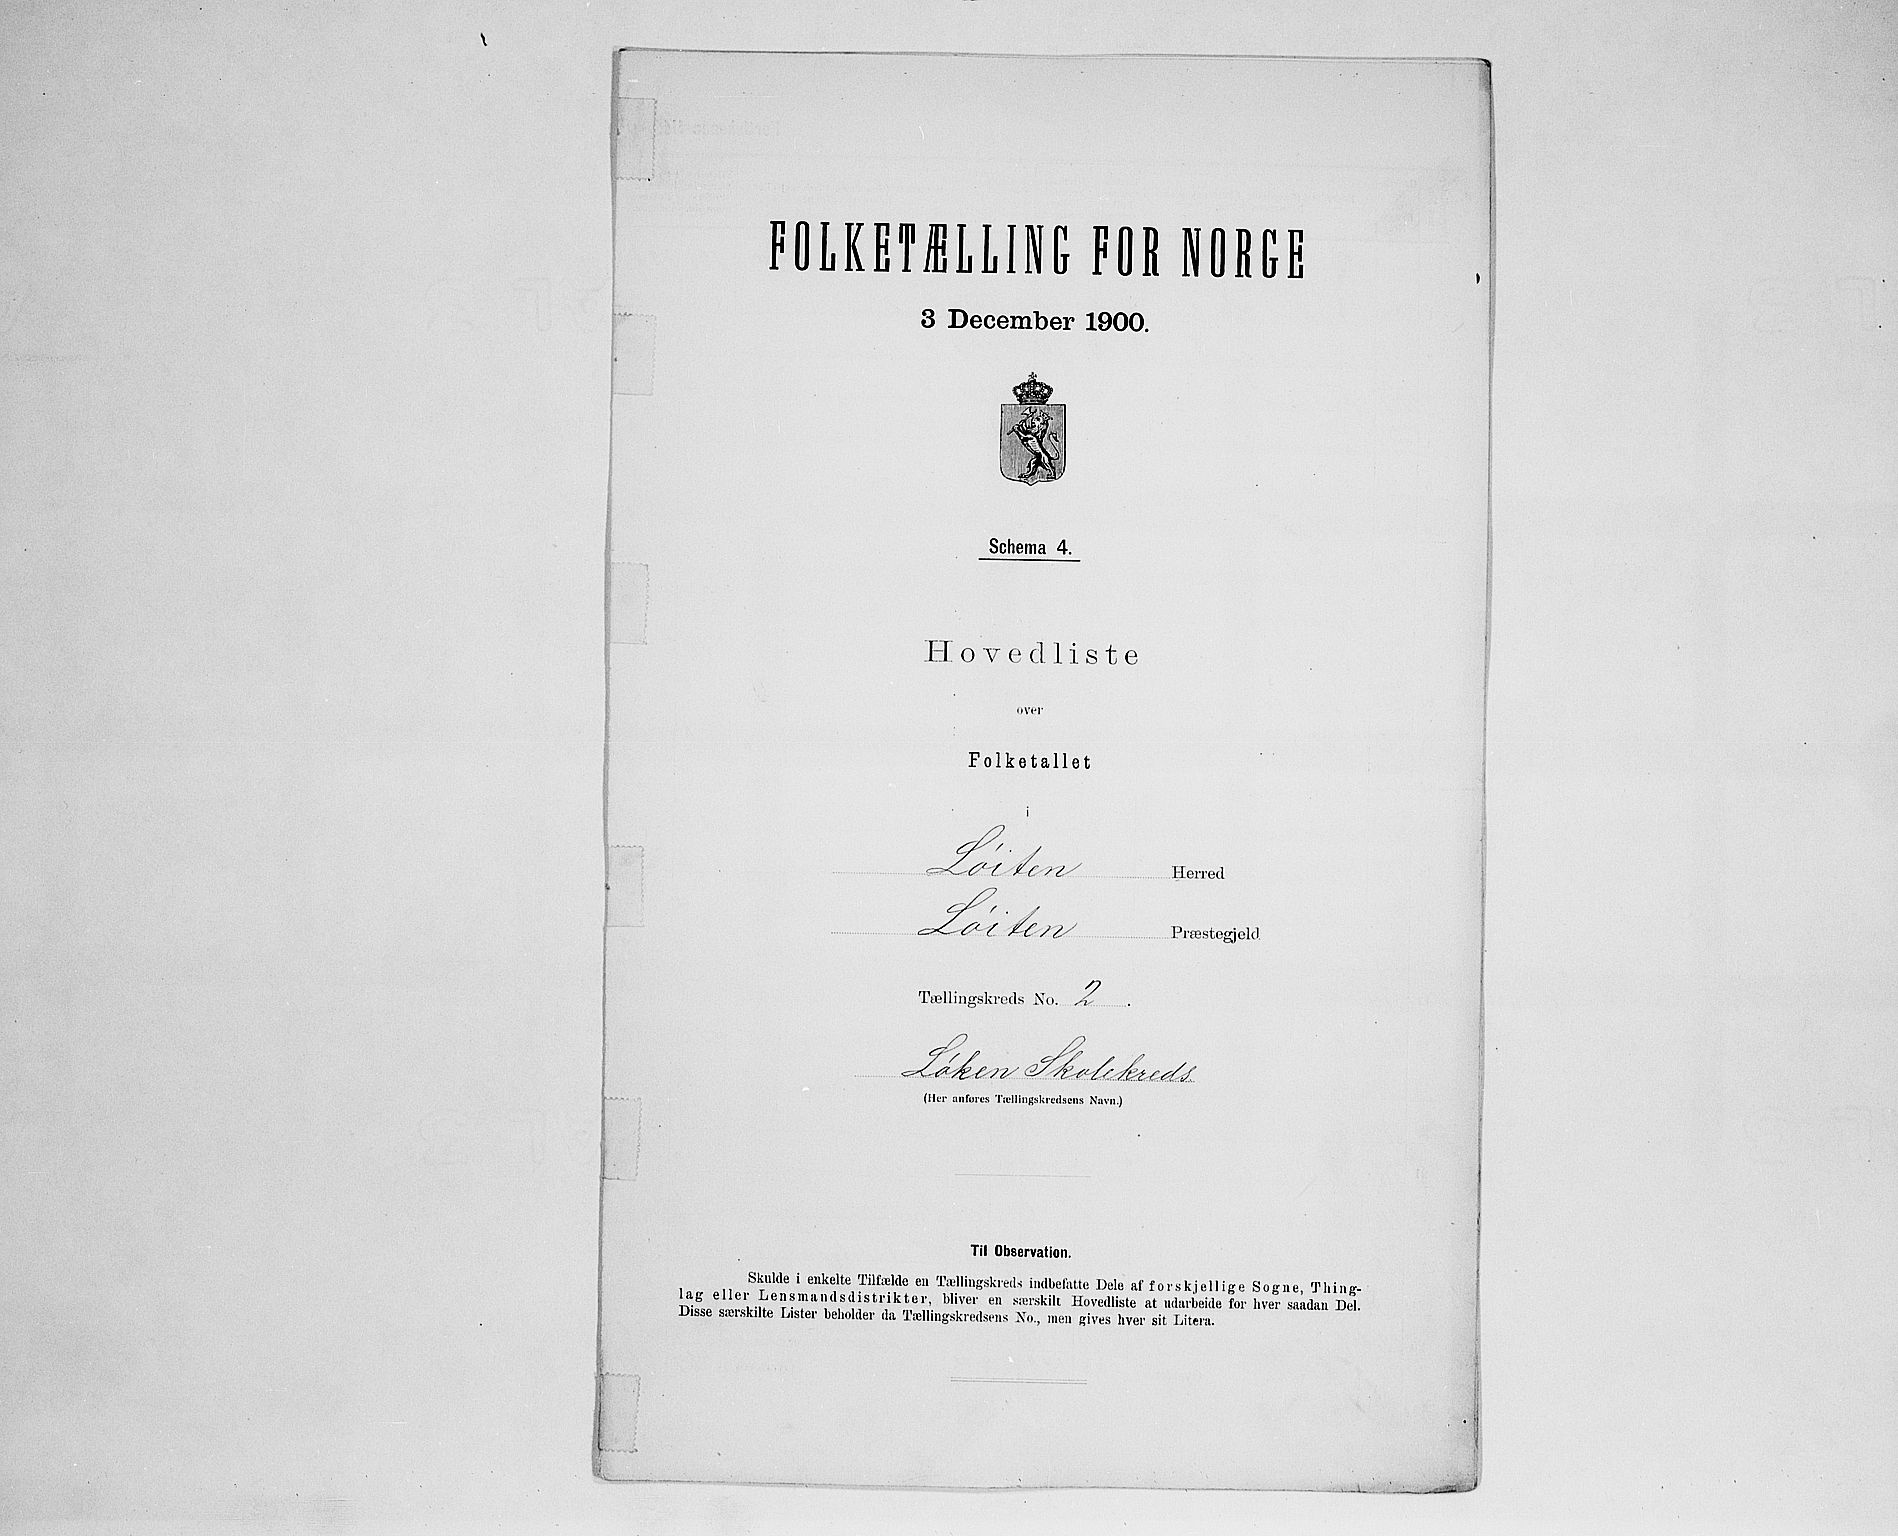 FOLKETÆLLING FOR NORGE
3 December 1900.
Schema 4.
Hovedliste
over
Folketallet
i
Löiten Herred
Löiten Præstegjeld
Tællingskreds No. 2.
Löken Skolekreds.
(Her anføres Tællingskredsens Navn.)
Til Observation.
Skulde i enkelte Tilfælde en Tællingskreds indbefatte Dele af forskjellige Sogne, Thing-
lag eller Lensmandsdistrikter, bliver en særskilt Hovedliste at udarbeide for hver saadan Del.
Disse særskilte Lister beholder da Tællingskredsens No., men gives hver sit Litera.